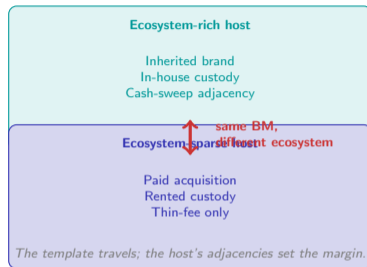 Ecosystem-rich host
Inherited brand
In-house custody
Cash-sweep adjacency
same BM,
Ecosystem-sparse host
different ecosystem
Paid acquisition
Rented custody
Thin-fee only
The template travels; the host's adjacencies set the margin.